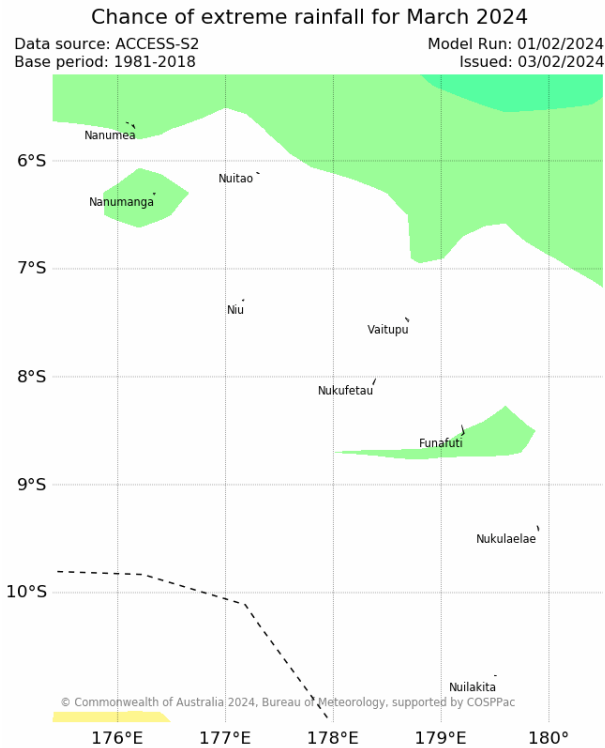 Chance of extreme rainfall for March 2024
Data source: ACCESS-S2
Model Run: 01/02/2024
Base period: 1981-2018
Issued: 03/02/2024
Nanumea
6°S
Nuitao
Nanumanga
7°S
Niu
Vaitupu
8°S
Nukufetau
Funafuti
9°S
Nukulaelae
10°S
Nuilakita
© Commonwealth of Australia 2024, Bureau of Meteorology, supported by COSPPac
176°E 177°E 178°E 179°E 180°